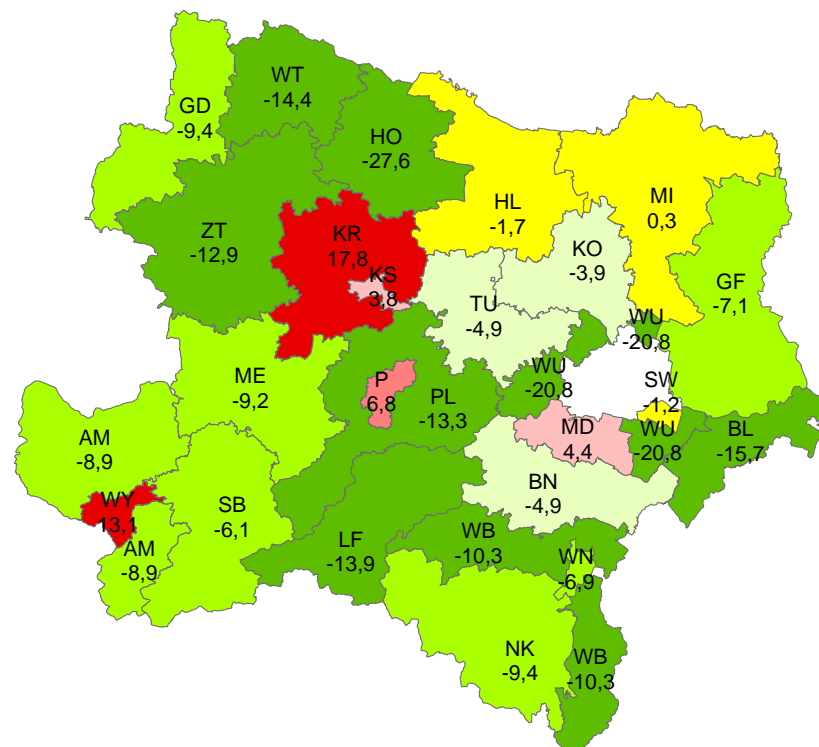 WT
-14,4
GD
-9,4
HO
-27,6
HL
-1,7
MI
0,3
ZT
-12,9
KR
17,8
KS
3,8
KO
-3,9
GF
-7,1
TU
-4,9
WU
-20,8
WU
-20,8
SW
-1,2
ME
-9,2
P
6,8
PL
-13,3
MD
4,4
WU
-20,8
BL
-15,7
AM
-8,9
WY
13,1
SB
-6,1
BN
-4,9
AM
-8,9
LF
-13,9
WB
-10,3
WN
-6,9
NK
-9,4
WB
-10,3